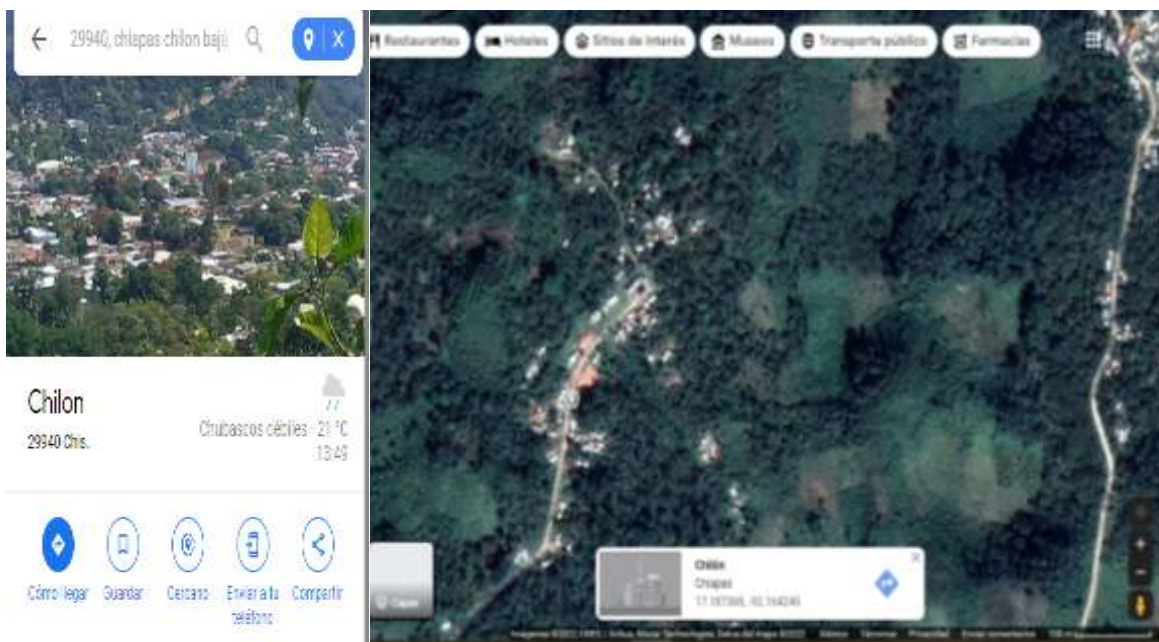 29940, chiapas chilon baja
X
Chilon
29940 Chis.
Chubascos débiles · 21 °C
13:49
Cómo llegar
Guardar
Cercano
Enviar a tu teléfono
Compartir
Restaurantes
Hoteles
Sitios de interés
Museos
Transporte público
Farmacias
Capas
Chilón
Chiapas